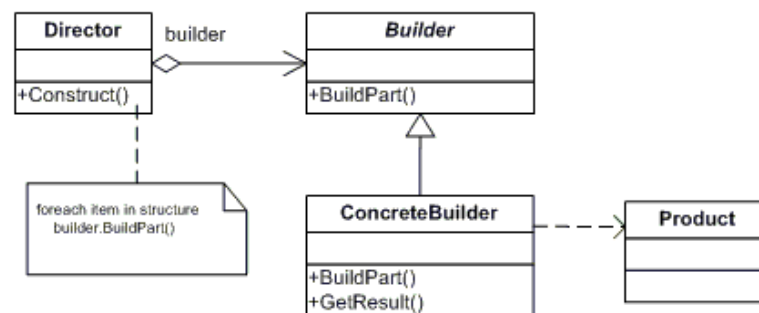 Director
builder
Builder
+Construct()
+BuildPart()
foreach item in structure
builder.BuildPart()
ConcreteBuilder
Product
+BuildPart()
+GetResult()